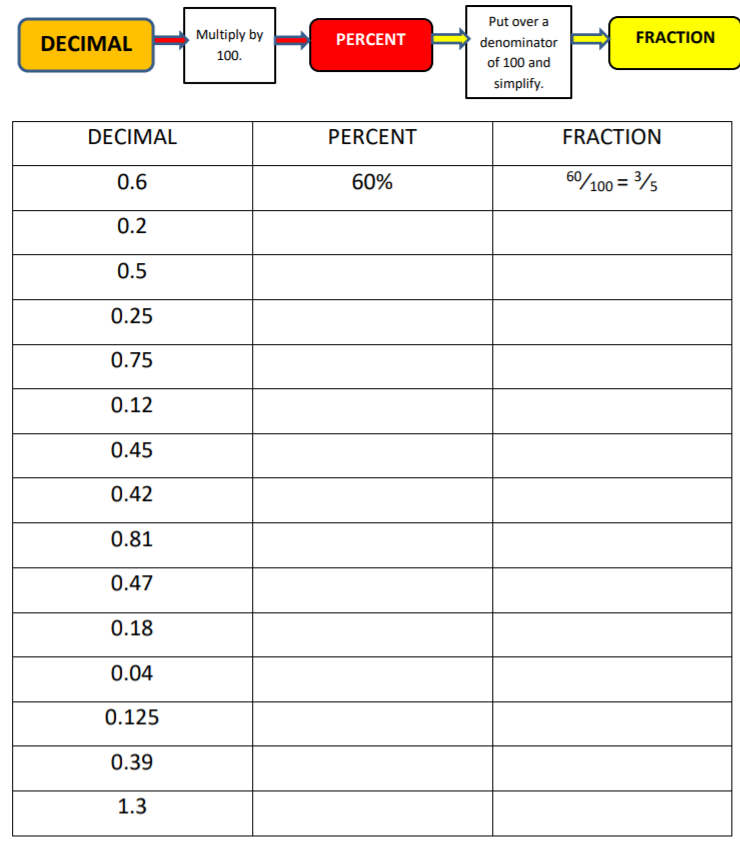 DECIMAL
Multiply by
100.
PERCENT
Put over a
denominator
of 100 and
simplify.
FRACTION
DECIMAL PERCENT FRACTION
0.6 60% 60/100 = 3/5
0.2
0.5
0.25
0.75
0.12
0.45
0.42
0.81
0.47
0.18
0.04
0.125
0.39
1.3